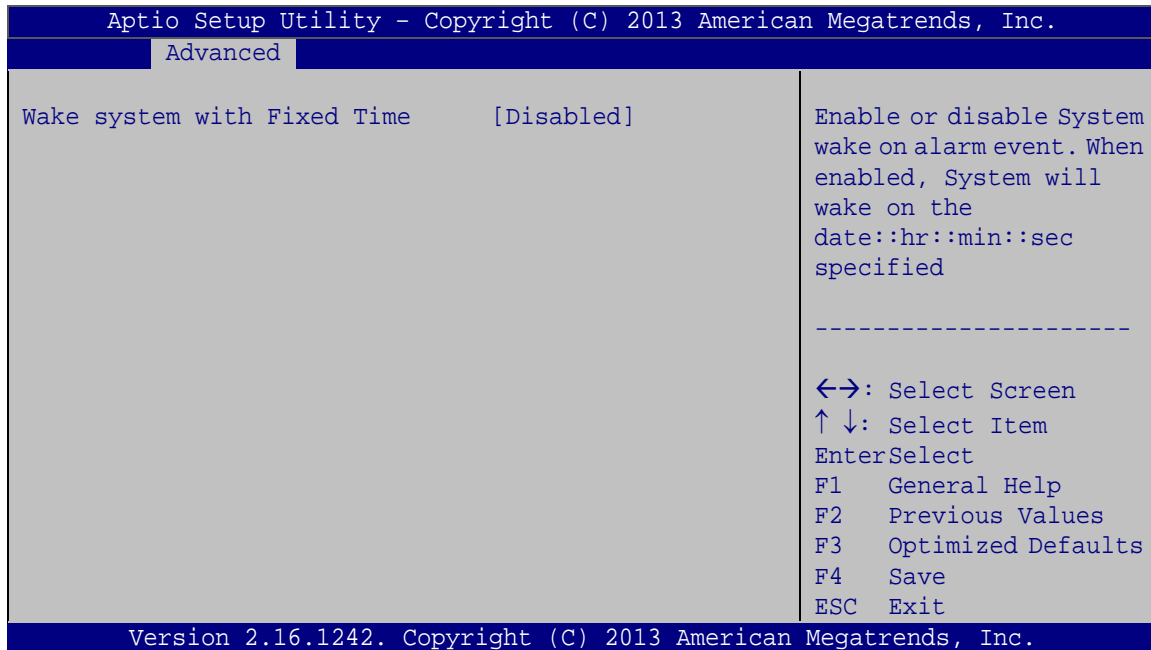 Aptio Setup Utility – Copyright (C) 2013 American Megatrends, Inc.
Advanced
Wake system with Fixed Time [Disabled]
Enable or disable System
wake on alarm event. When
enabled, System will
wake on the
date::hr::min::sec
specified
----------------------
←→: Select Screen
↑ ↓: Select Item
EnterSelect
F1 General Help
F2 Previous Values
F3 Optimized Defaults
F4 Save
ESC Exit
Version 2.16.1242. Copyright (C) 2013 American Megatrends, Inc.